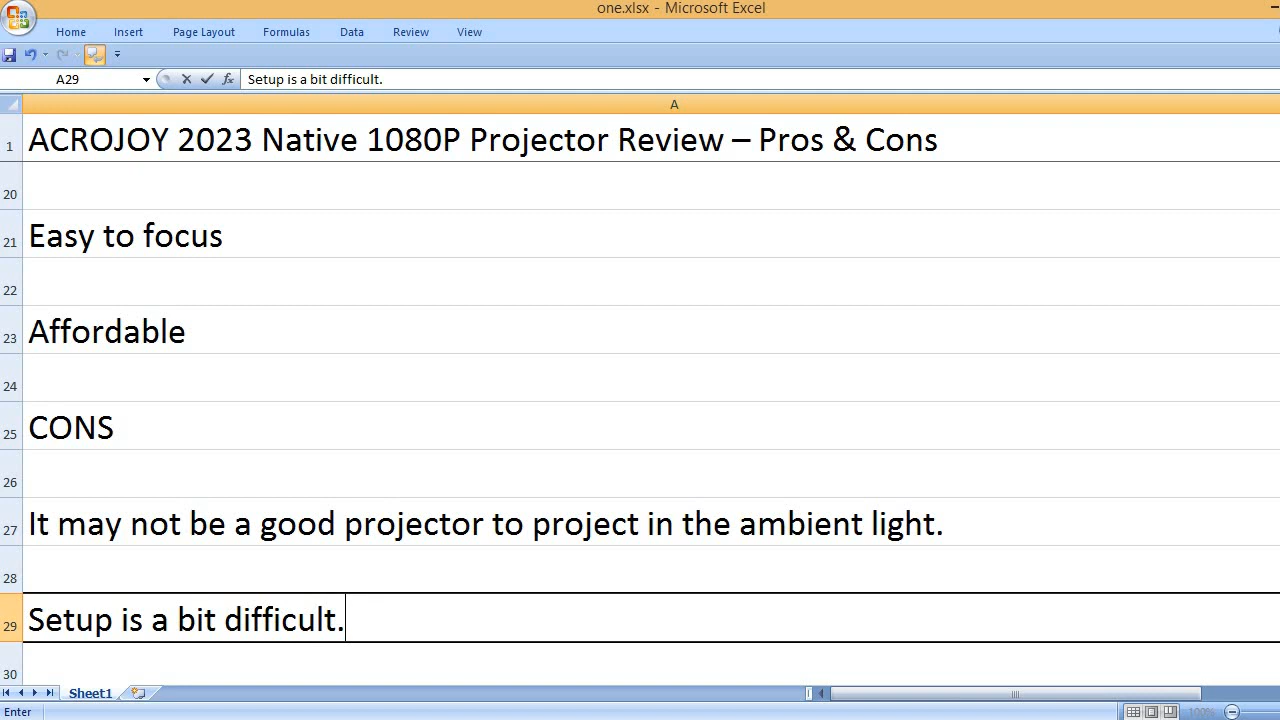 one.xlsx - Microsoft Excel
Home Insert Page Layout Formulas Data Review View
A29 fx Setup is a bit difficult.
A
1 ACROJOY 2023 Native 1080P Projector Review – Pros & Cons
20
21 Easy to focus
22
23 Affordable
24
25 CONS
26
27 It may not be a good projector to project in the ambient light.
28
29 Setup is a bit difficult.
30
Sheet1
Enter 100%